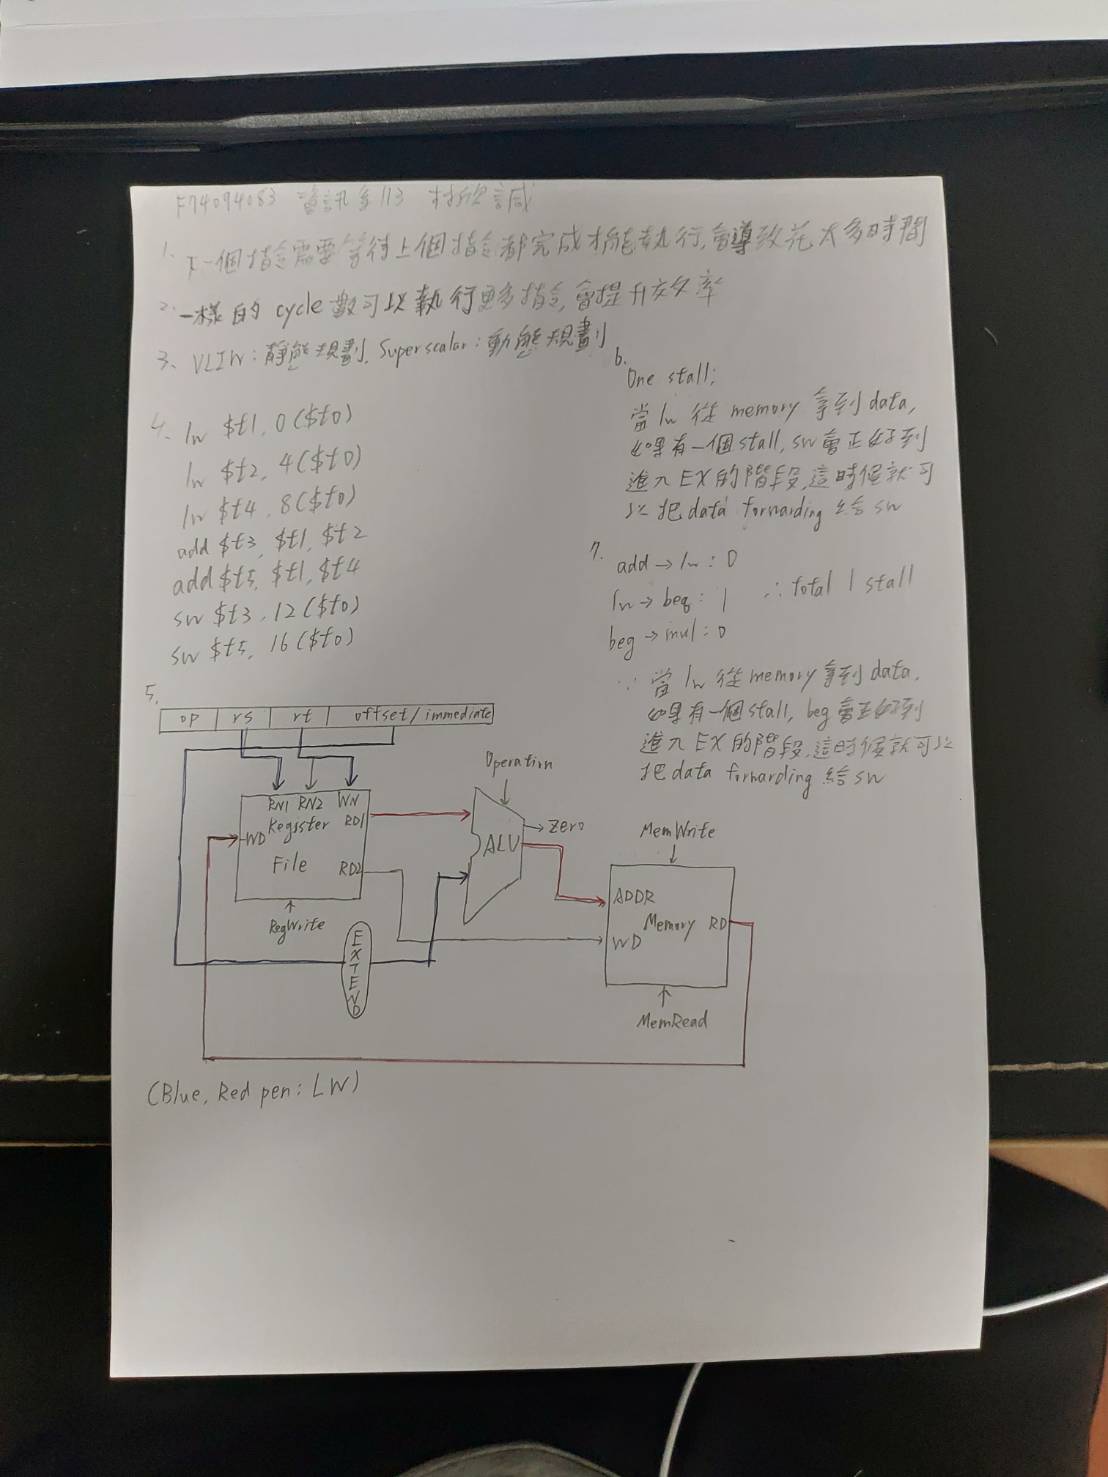 F74094083 資訊系113 林欣誠
1. 下一個指令需要等待上個指令都完成才能執行,會導致花太多時間
2. 一樣的 cycle 數可以執行更多指令,會提升效率
3. VLIW:靜態規劃, Superscalar:動態規劃
4. lw $t1, 0($t0)
lw $t2, 4($t0)
lw $t4, 8($t0)
add $t3, $t1, $t2
add $t5, $t1, $t4
sw $t3, 12($t0)
sw $t5, 16($t0)
5.
op rs rt offset/immediate
RN1 RN2 WN
Regsster
File
WD
RD1
RD2
RegWrite
EXTEND
Operation
ALU
Zero
MemWrite
ADDR
Memory RD
WD
MemRead
(Blue, Red pen: LW)
6.
One stall;
當 lw 從 memory 拿到 data,
如果有一個 stall, sw 會正好到
進入 EX 的階段,這時候就可
以把 data forwarding 給 sw
7.
add → lw : 0
lw → beq : 1 ∴ total 1 stall
beq → mul : 0
∵ 當 lw 從 memory 拿到 data,
如果有一個 stall, beq 會正好到
進入 EX 的階段,這時候就可以
把 data forwarding 給 sw